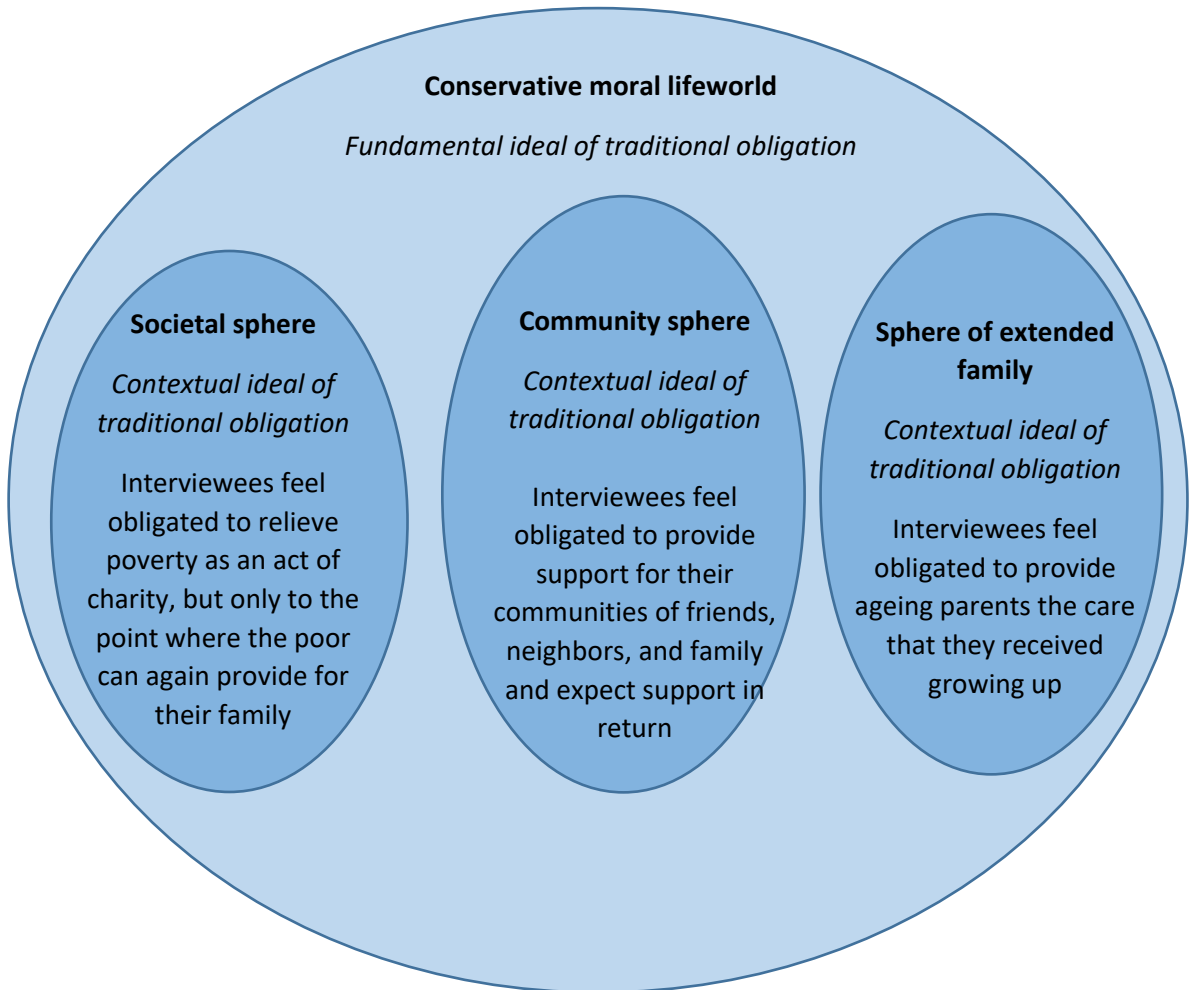 Conservative moral lifeworld
Fundamental ideal of traditional obligation
Societal sphere
Contextual ideal of
traditional obligation
Interviewees feel
obligated to relieve
poverty as an act of
charity, but only to the
point where the poor
can again provide for
their family
Community sphere
Contextual ideal of
traditional obligation
Interviewees feel
obligated to provide
support for their
communities of friends,
neighbors, and family
and expect support in
return
Sphere of extended
family
Contextual ideal of
traditional obligation
Interviewees feel
obligated to provide
ageing parents the care
that they received
growing up